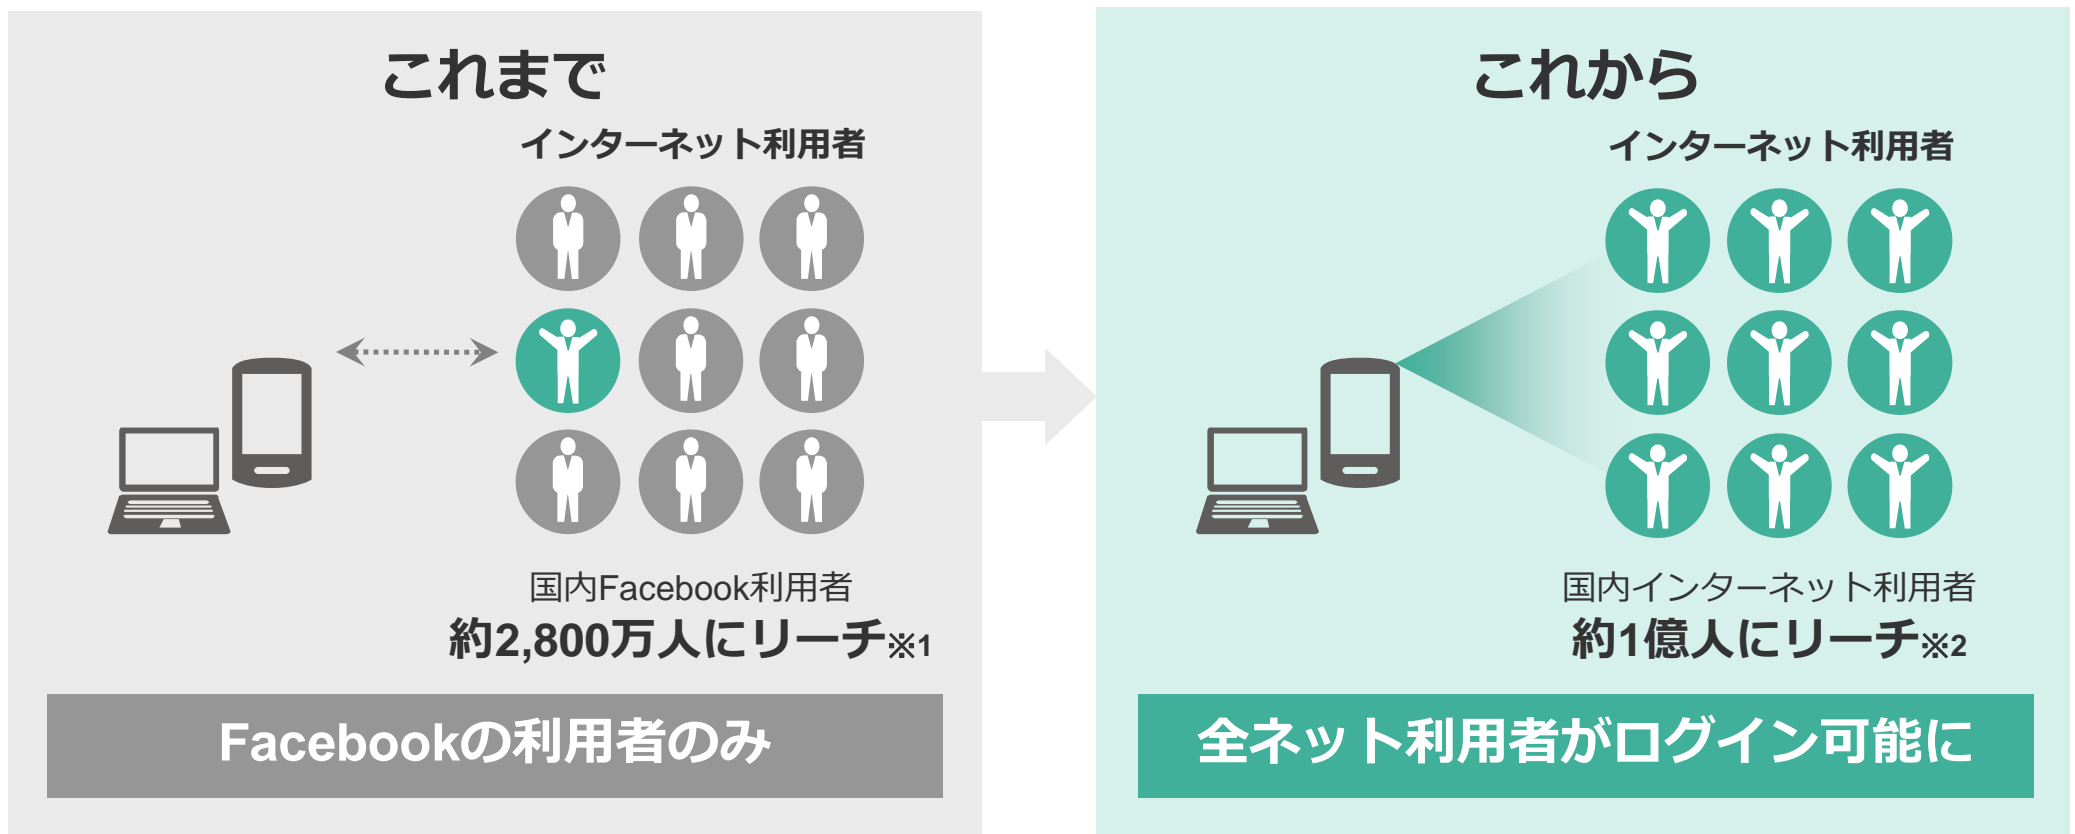 これまで
インターネット利用者
国内Facebook利用者
約2,800万人にリーチ※1
Facebookの利用者のみ
これから
インターネット利用者
国内インターネット利用者
約1億人にリーチ※2
全ネット利用者がログイン可能に